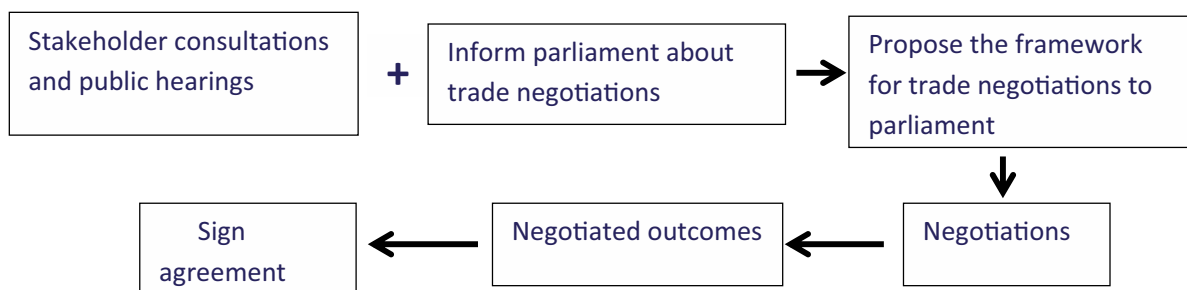 Stakeholder consultations
and public hearings
+
Inform parliament about
trade negotiations
Propose the framework
for trade negotiations to
parliament
Sign
agreement
Negotiated outcomes
Negotiations